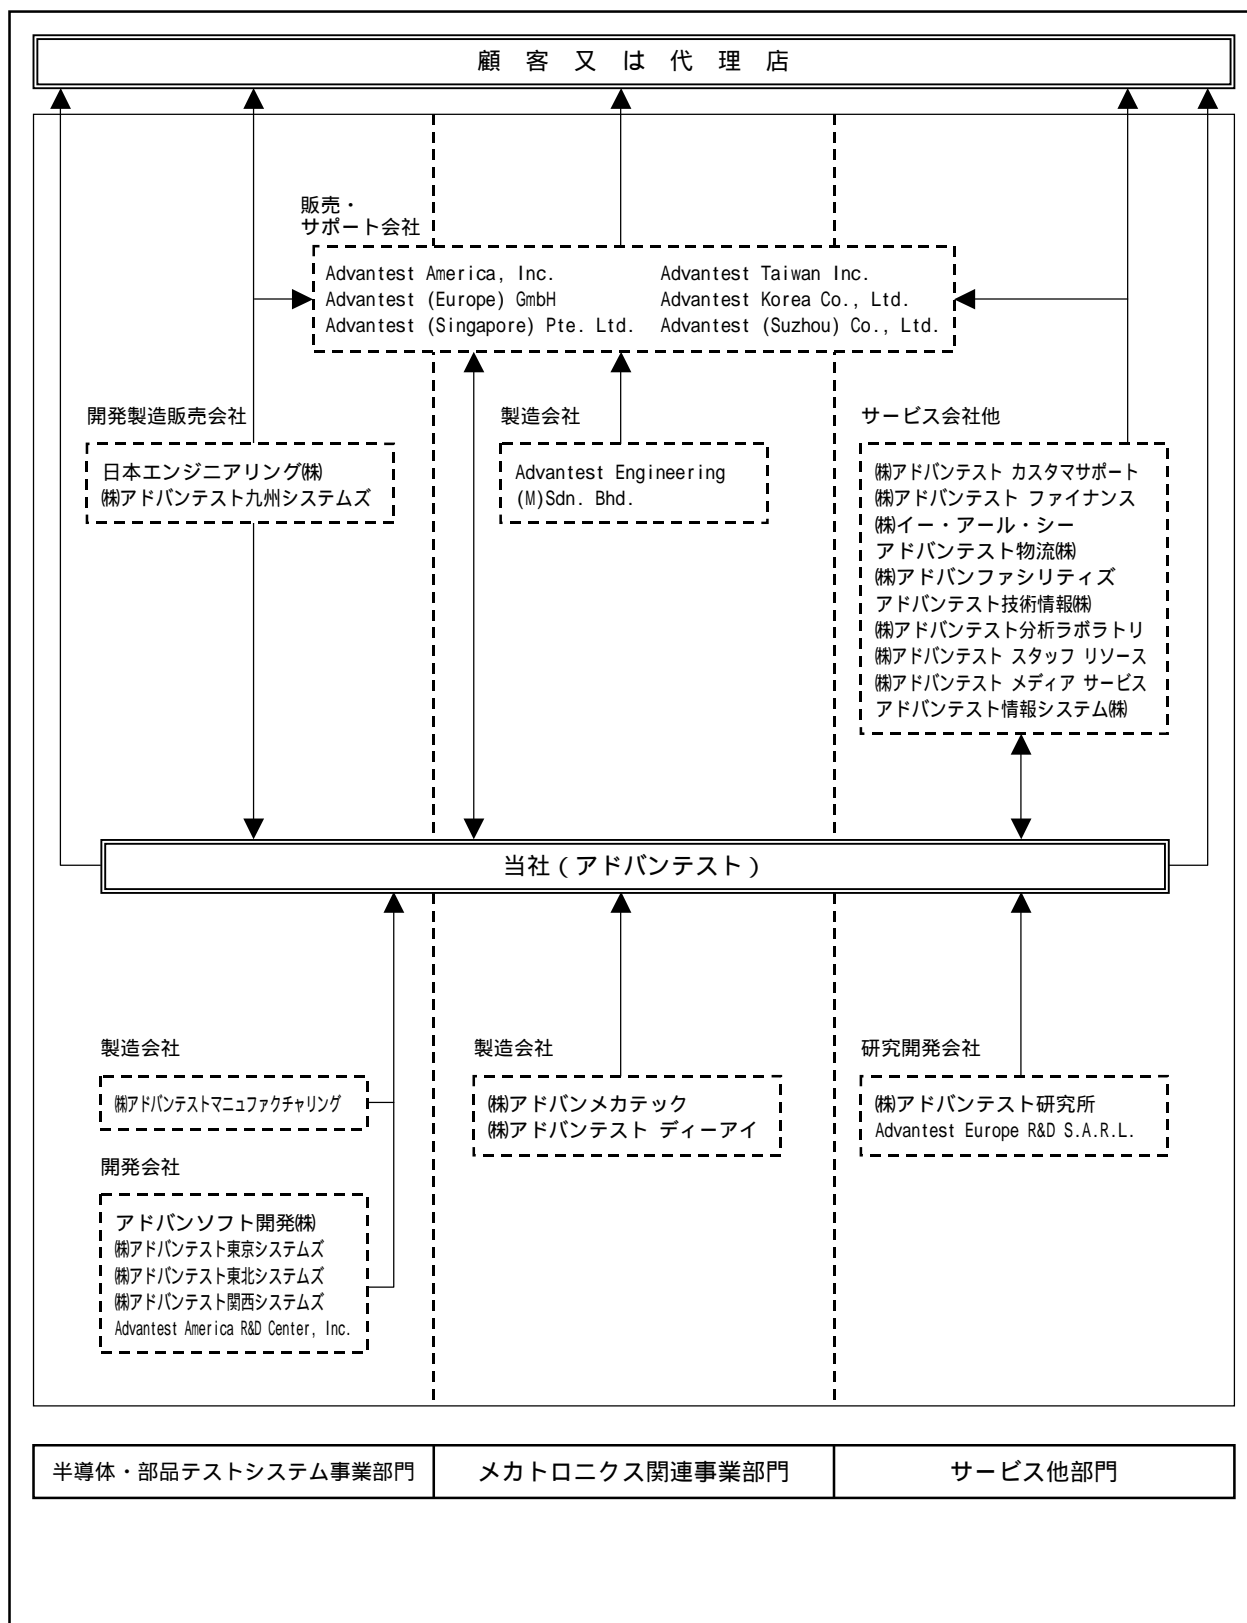 顧客又は代理店
販売・
サポート会社
Advantest America, Inc.
Advantest (Europe) GmbH
Advantest (Singapore) Pte. Ltd.
Advantest Taiwan Inc.
Advantest Korea Co., Ltd.
Advantest (Suzhou) Co., Ltd.
開発製造販売会社
日本エンジニアリング㈱
㈱アドバンテスト九州システムズ
製造会社
Advantest Engineering
(M)Sdn. Bhd.
サービス会社他
㈱アドバンテスト カスタマサポート
㈱アドバンテスト ファイナンス
㈱イー・アール・シー
アドバンテスト物流㈱
㈱アドバンファシリティズ
アドバンテスト技術情報㈱
㈱アドバンテスト分析ラボラトリ
㈱アドバンテスト スタッフ リソース
㈱アドバンテスト メディア サービス
アドバンテスト情報システム㈱
当社(アドバンテスト)
製造会社
㈱アドバンテストマニュファクチャリング
開発会社
アドバンソフト開発㈱
㈱アドバンテスト東京システムズ
㈱アドバンテスト東北システムズ
㈱アドバンテスト関西システムズ
Advantest America R&D Center, Inc.
製造会社
㈱アドバンメカテック
㈱アドバンテスト ディーアイ
研究開発会社
㈱アドバンテスト研究所
Advantest Europe R&D S.A.R.L.
半導体・部品テストシステム事業部門
メカトロニクス関連事業部門
サービス他部門